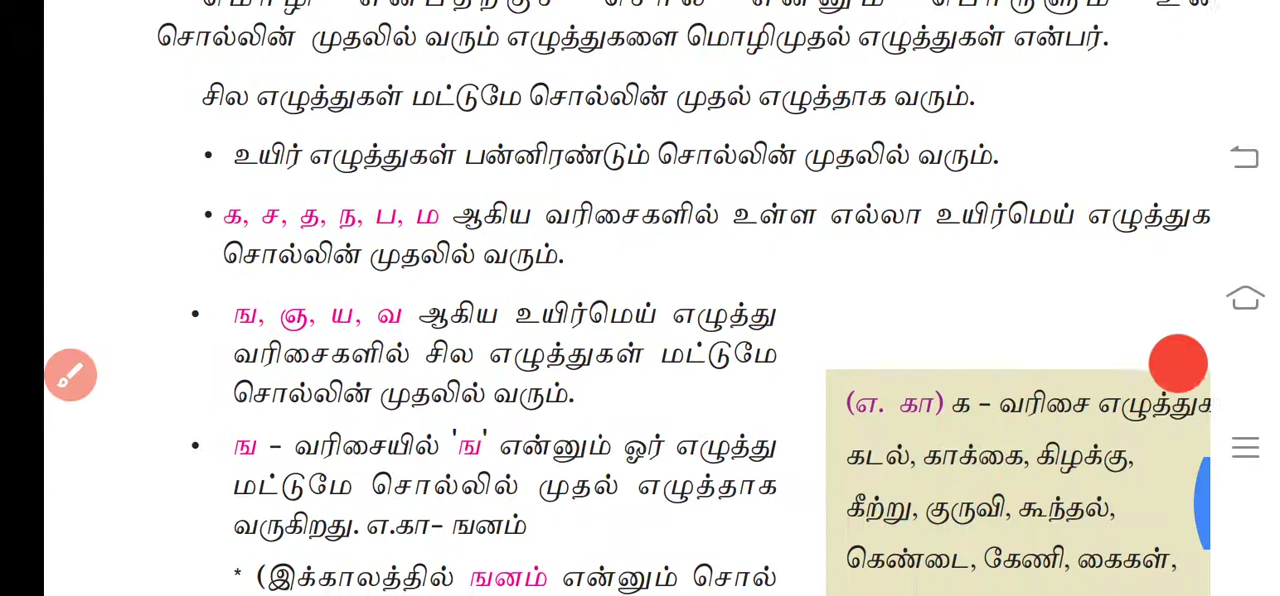 சொல்லின் முதலில் வரும் எழுத்துகளை மொழிமுதல் எழுத்துகள் என்பர்.
சில எழுத்துகள் மட்டுமே சொல்லின் முதல் எழுத்தாக வரும்.
• உயிர் எழுத்துகள் பன்னிரண்டும் சொல்லின் முதலில் வரும்.
• க, ச, த, ந, ப, ம ஆகிய வரிசைகளில் உள்ள எல்லா உயிர்மெய் எழுத்துக
சொல்லின் முதலில் வரும்.
• ங, ஞ, ய, வ ஆகிய உயிர்மெய் எழுத்து
வரிசைகளில் சில எழுத்துகள் மட்டுமே
சொல்லின் முதலில் வரும்.
• ங - வரிசையில் 'ங' என்னும் ஓர் எழுத்து
மட்டுமே சொல்லில் முதல் எழுத்தாக
வருகிறது. எ.கா- ஙனம்
* (இக்காலத்தில் ஙனம் என்னும் சொல்
(எ. கா) க - வரிசை எழுத்துக
கடல், காக்கை, கிழக்கு,
கீற்று, குருவி, கூந்தல்,
கெண்டை, கேணி, கைகள்,